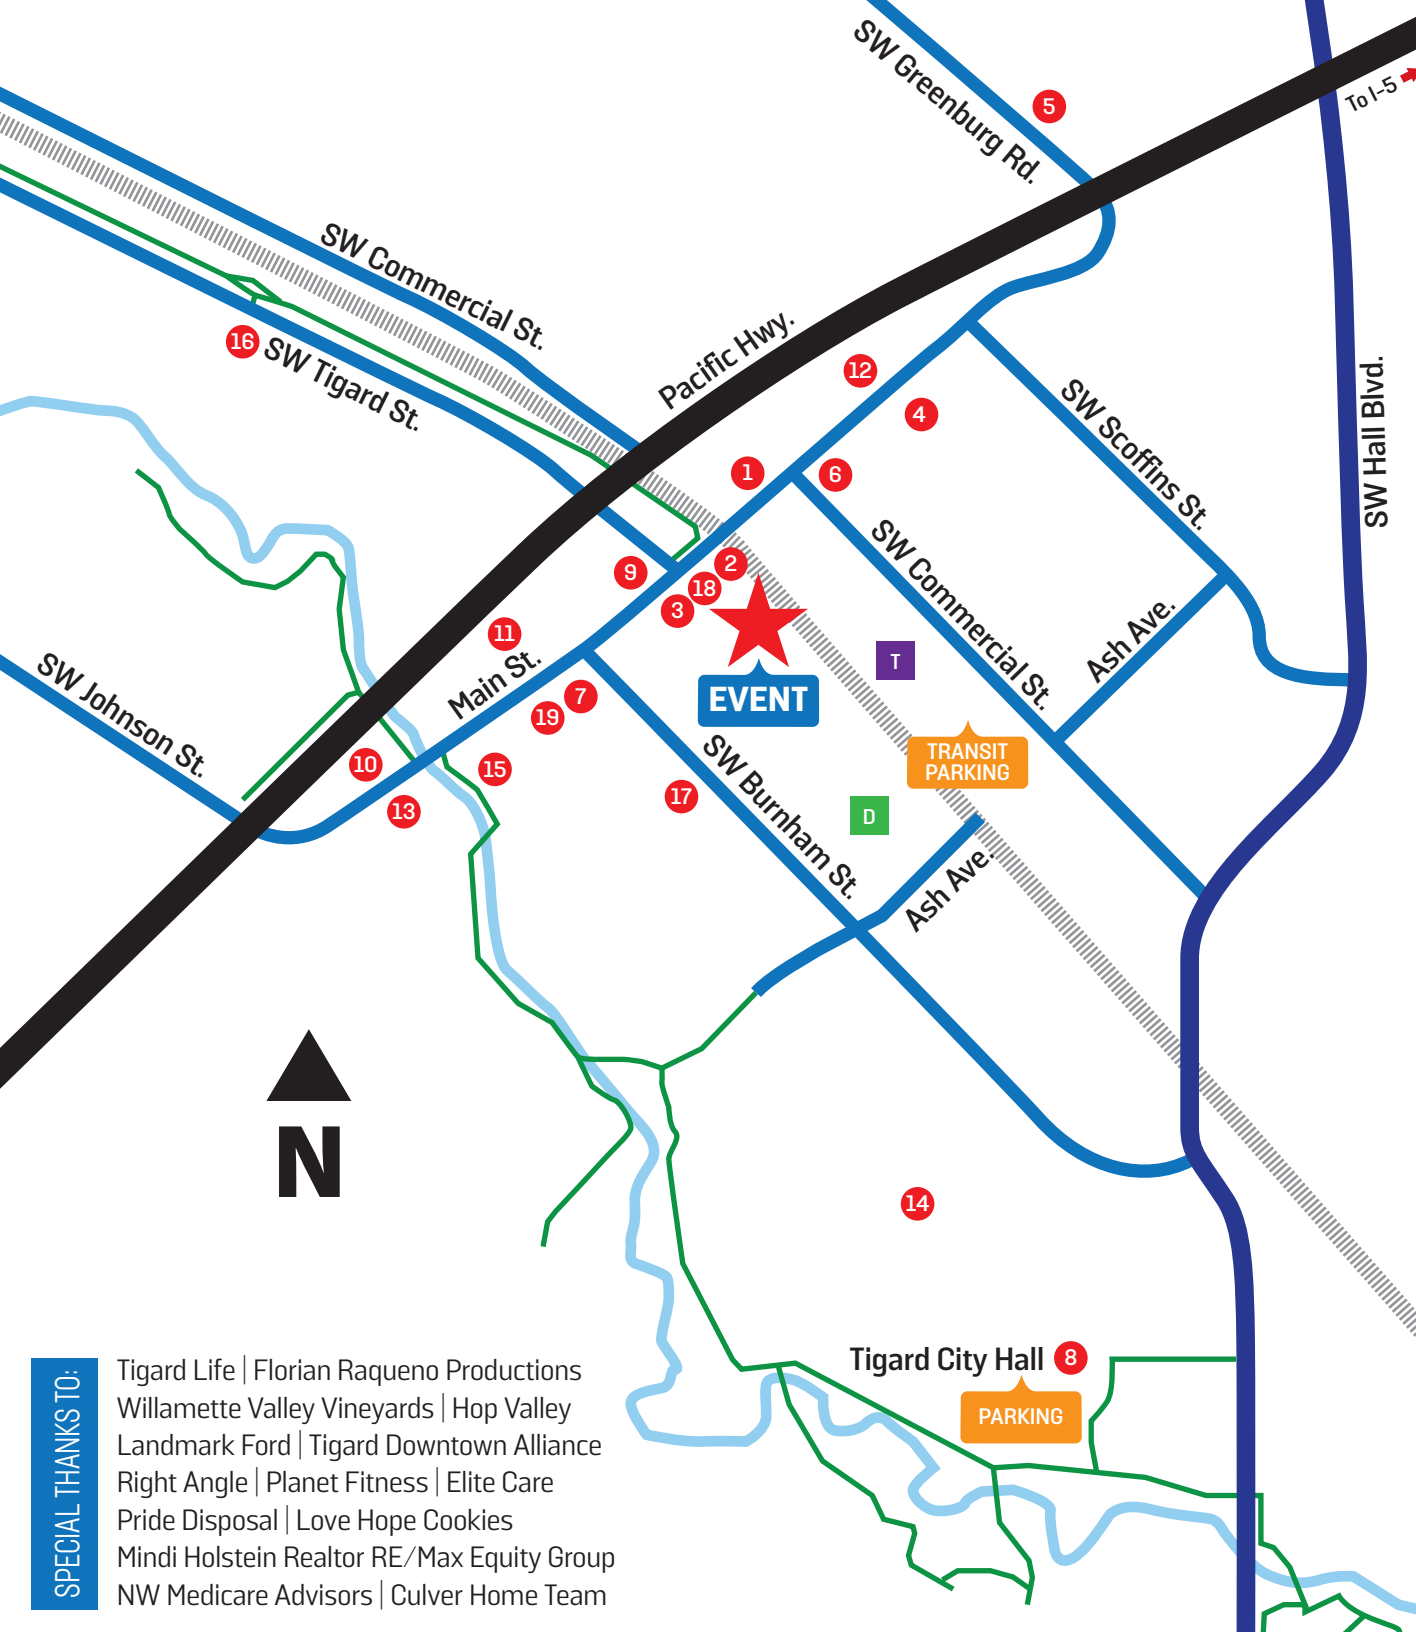 SW Greenburg Rd.
5
To I-5
SW Commercial St.
16
SW Tigard St.
Pacific Hwy.
12
4
SW Scoffins St.
SW Hall Blvd.
1
6
SW Commercial St.
9
2
18
3
11
Main St.
EVENT
T
Ash Ave.
SW Johnson St.
7
19
10
15
13
17
SW Burnham St.
TRANSIT
PARKING
D
Ash Ave.
N
14
Tigard City Hall 8
PARKING
SPECIAL THANKS TO:
Tigard Life | Florian Raqueno Productions
Willamette Valley Vineyards | Hop Valley
Landmark Ford | Tigard Downtown Alliance
Right Angle | Planet Fitness | Elite Care
Pride Disposal | Love Hope Cookies
Mindi Holstein Realtor RE/Max Equity Group
NW Medicare Advisors | Culver Home Team